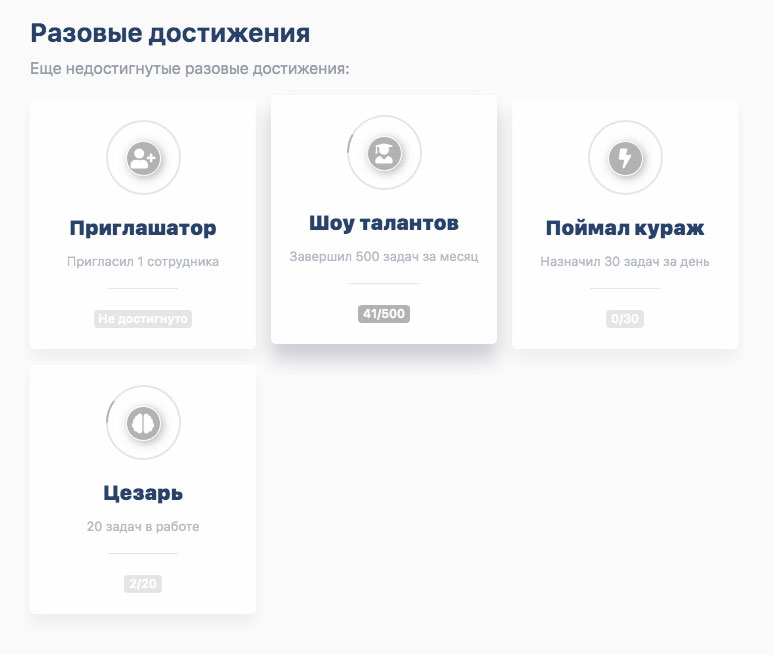 Разовые достижения
Еще недостигнутые разовые достижения:
Приглашатор
Пригласил 1 сотрудника
Не достигнуто
Шоу талантов
Завершил 500 задач за месяц
41/500
Поймал кураж
Назначил 30 задач за день
0/30
Цезарь
20 задач в работе
2/20